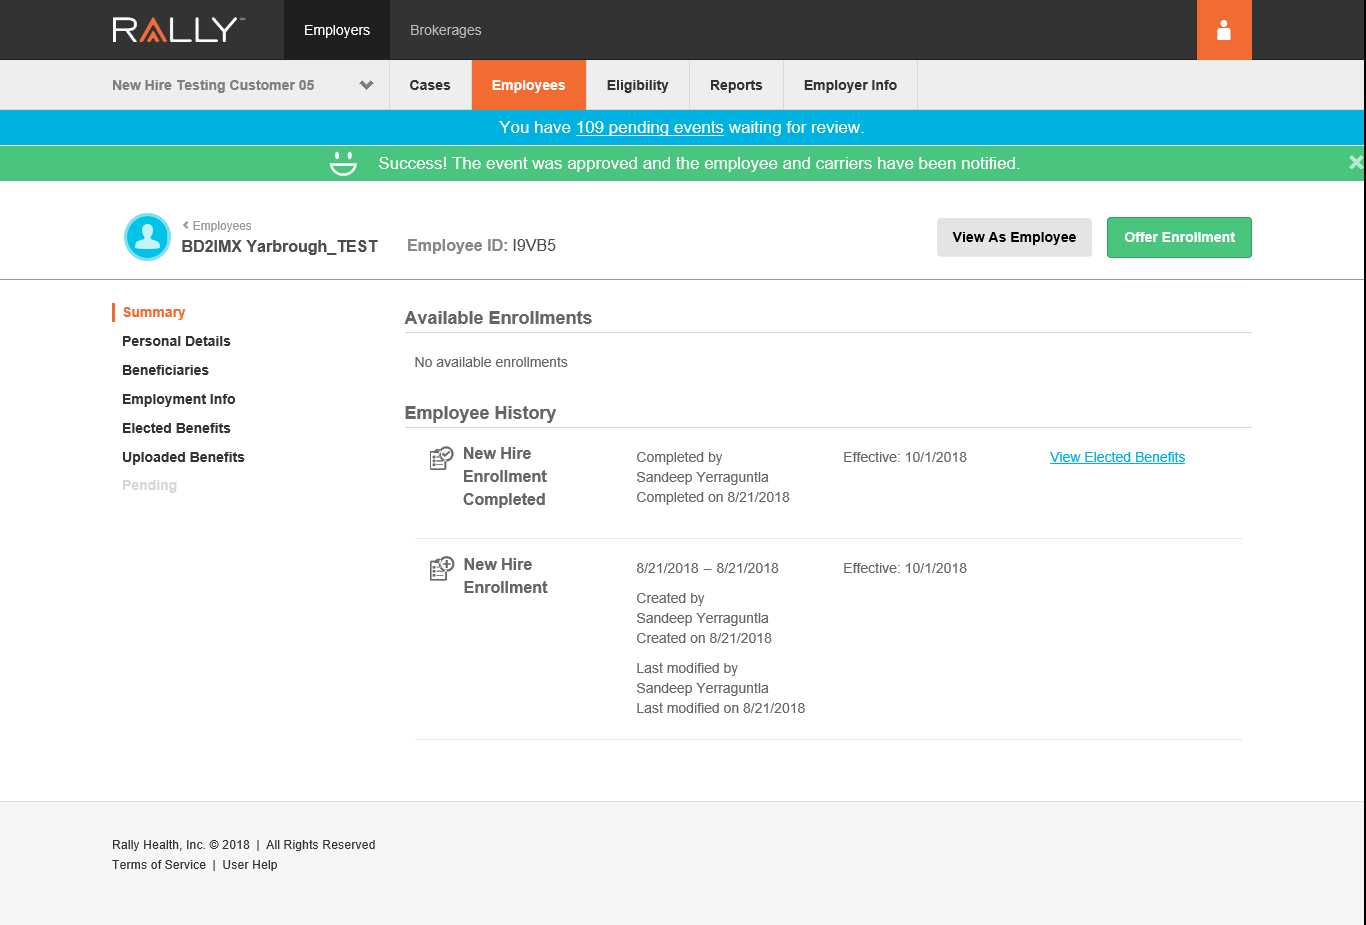 RALLY
Employers
Brokerages
New Hire Testing Customer 05
Cases
Employees
Eligibility
Reports
Employer Info
You have 109 pending events waiting for review.
Success! The event was approved and the employee and carriers have been notified.
Employees
BD2IMX Yarbrough_TEST
Employee ID: I9VB5
View As Employee
Offer Enrollment
Summary
Personal Details
Beneficiaries
Employment Info
Elected Benefits
Uploaded Benefits
Pending
Available Enrollments
No available enrollments
Employee History
New Hire
Enrollment
Completed
Completed by
Sandeep Yerraguntla
Completed on 8/21/2018
Effective: 10/1/2018
View Elected Benefits
New Hire
Enrollment
8/21/2018 – 8/21/2018
Created by
Sandeep Yerraguntla
Created on 8/21/2018
Last modified by
Sandeep Yerraguntla
Last modified on 8/21/2018
Effective: 10/1/2018
Rally Health, Inc. © 2018 | All Rights Reserved
Terms of Service | User Help